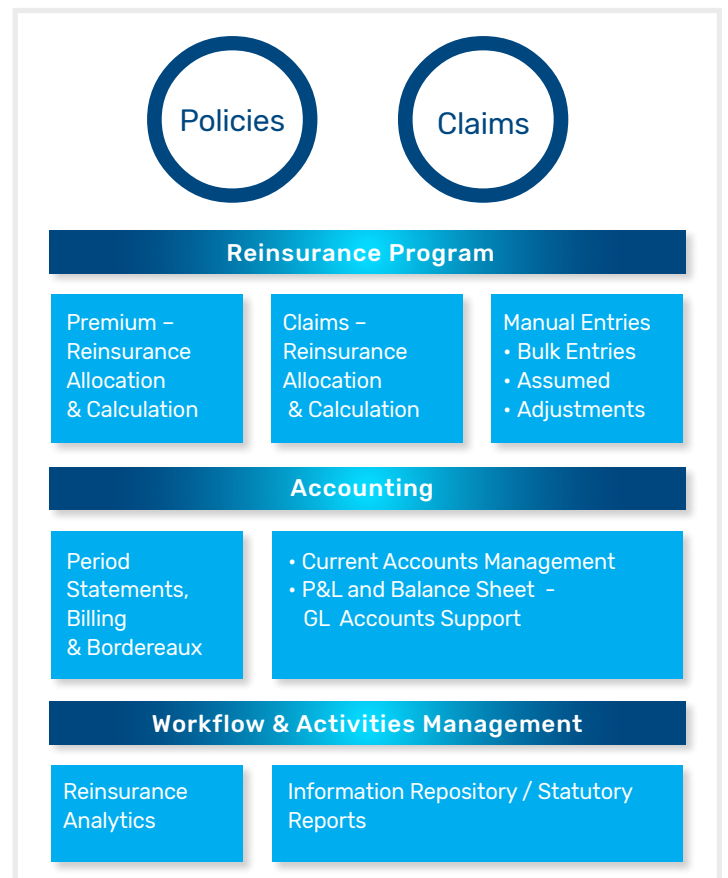 Policies
Claims
Reinsurance Program
Premium –
Reinsurance
Allocation
& Calculation
Claims –
Reinsurance
Allocation
& Calculation
Manual Entries
• Bulk Entries
• Assumed
• Adjustments
Accounting
Period
Statements,
Billing
& Bordereaux
• Current Accounts Management
• P&L and Balance Sheet -
GL Accounts Support
Workflow & Activities Management
Reinsurance
Analytics
Information Repository / Statutory
Reports